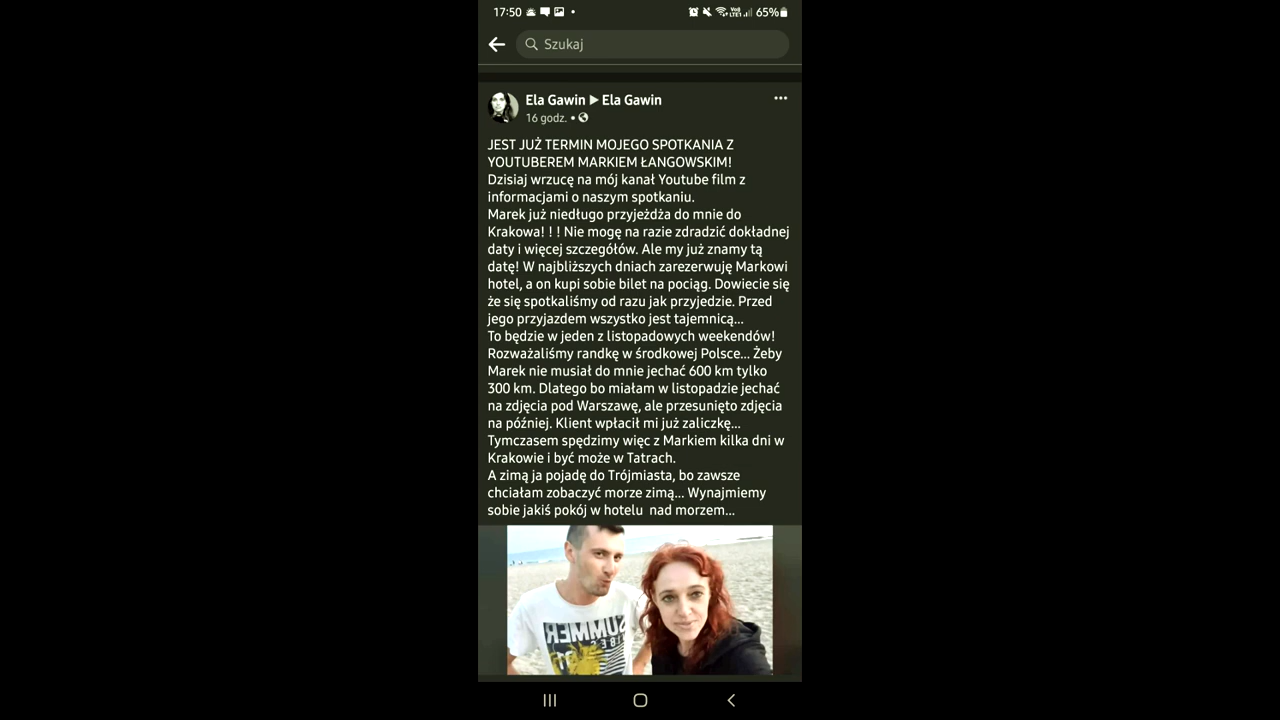 17:50 VoD LTE1 65%
Szukaj
Ela Gawin ▶ Ela Gawin
16 godz. •
JEST JUŻ TERMIN MOJEGO SPOTKANIA Z
YOUTUBEREM MARKIEM ŁANGOWSKIM!
Dzisiaj wrzucę na mój kanał Youtube film z
informacjami o naszym spotkaniu.
Marek już niedługo przyjeżdża do mnie do
Krakowa! ! ! Nie mogę na razie zdradzić dokładnej
daty i więcej szczegółów. Ale my już znamy tą
datę! W najbliższych dniach zarezerwuję Markowi
hotel, a on kupi sobie bilet na pociąg. Dowiecie się
że się spotkaliśmy od razu jak przyjedzie. Przed
jego przyjazdem wszystko jest tajemnicą...
To będzie w jeden z listopadowych weekendów!
Rozważaliśmy randkę w środkowej Polsce... Żeby
Marek nie musiał do mnie jechać 600 km tylko
300 km. Dlatego bo miałam w listopadzie jechać
na zdjęcia pod Warszawę, ale przesunięto zdjęcia
na później. Klient wpłacił mi już zaliczkę...
Tymczasem spędzimy więc z Markiem kilka dni w
Krakowie i być może w Tatrach.
A zimą ja pojadę do Trójmiasta, bo zawsze
chciałam zobaczyć morze zimą... Wynajmiemy
sobie jakiś pokój w hotelu nad morzem...
SUMMER